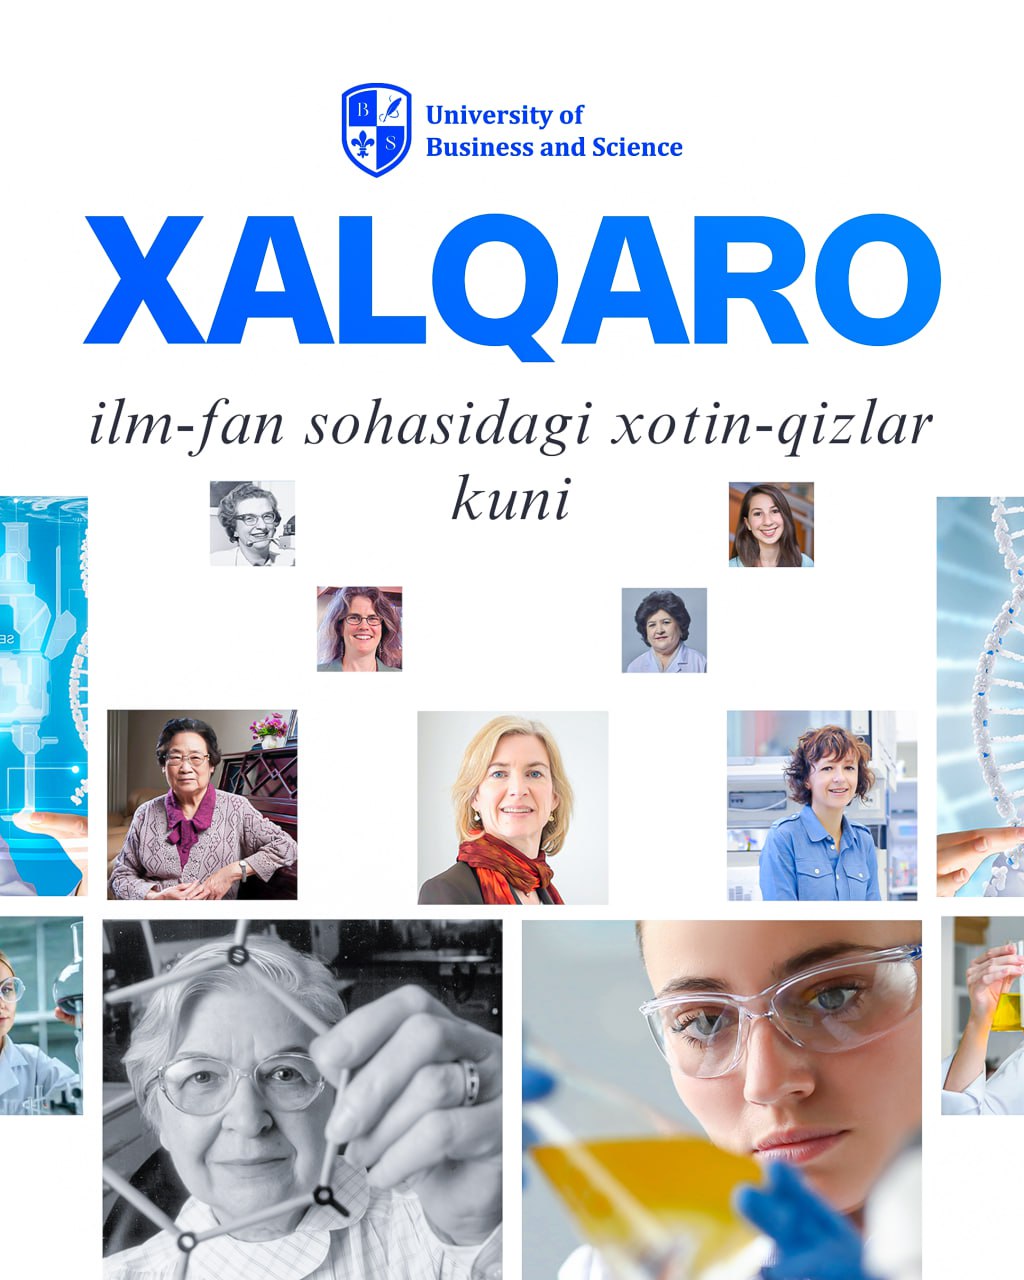 B
S
University of
Business and Science
XALQARO
ilm-fan sohasidagi xotin-qizlar
kuni